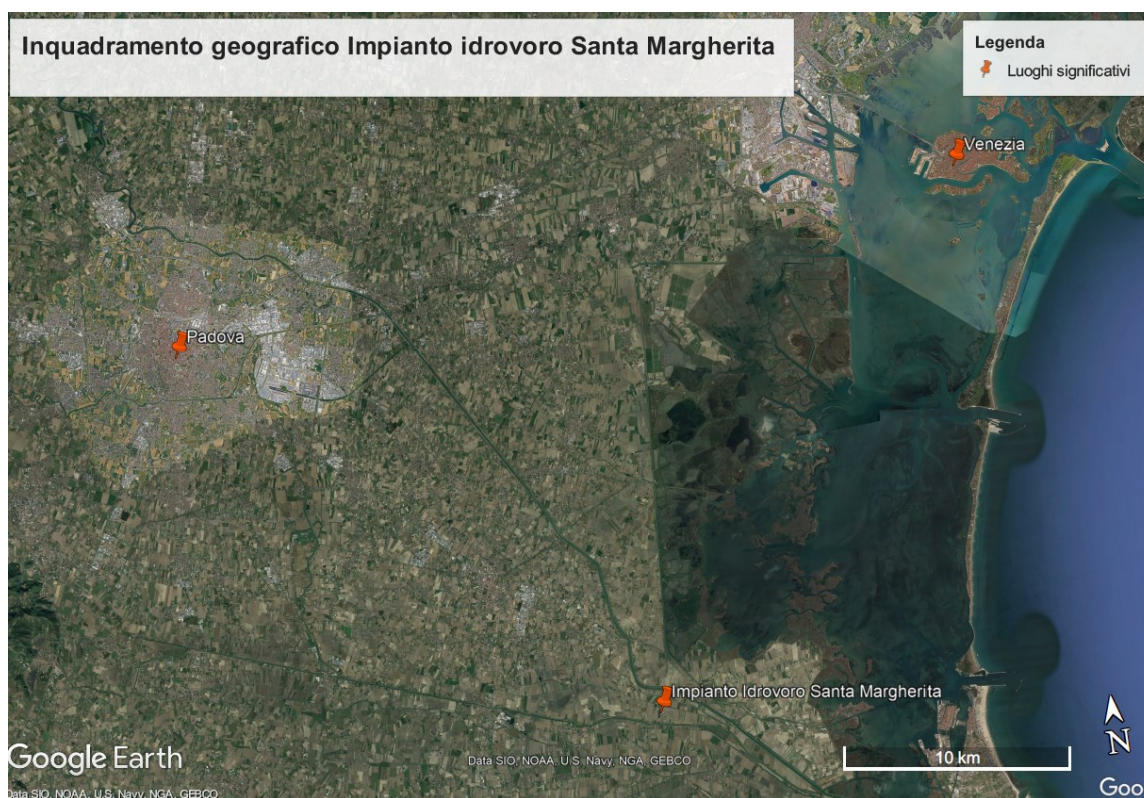 Inquadramento geografico Impianto idrovoro Santa Margherita
Legenda
Luoghi significativi
Venezia
Padova
Impianto Idrovoro Santa Margherita
N
10 km
Google Earth
Data SIO, NOAA, U.S. Navy, NGA, GEBCO
Goo
Data SIO, NOAA, U.S. Navy, NGA, GEBCO